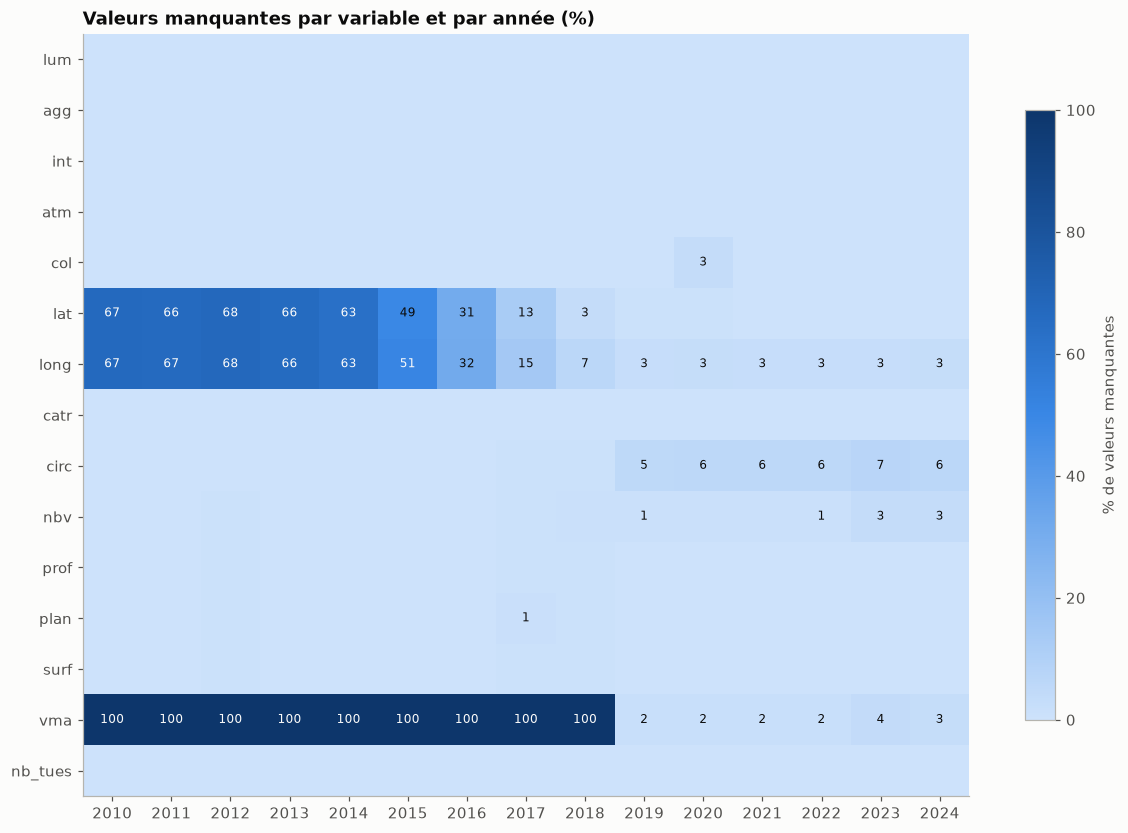 Valeurs manquantes par variable et par année (%)
lum
agg
int
atm
col 3
lat 67 66 68 66 63 49 31 13 3
long 67 67 68 66 63 51 32 15 7 3 3 3 3 3 3
catr
circ 5 6 6 6 7 6
nbv 1 1 3 3
prof
plan 1
surf
vma 100 100 100 100 100 100 100 100 100 2 2 2 2 4 3
nb_tues
2010 2011 2012 2013 2014 2015 2016 2017 2018 2019 2020 2021 2022 2023 2024
100
80
60
40
20
0
% de valeurs manquantes